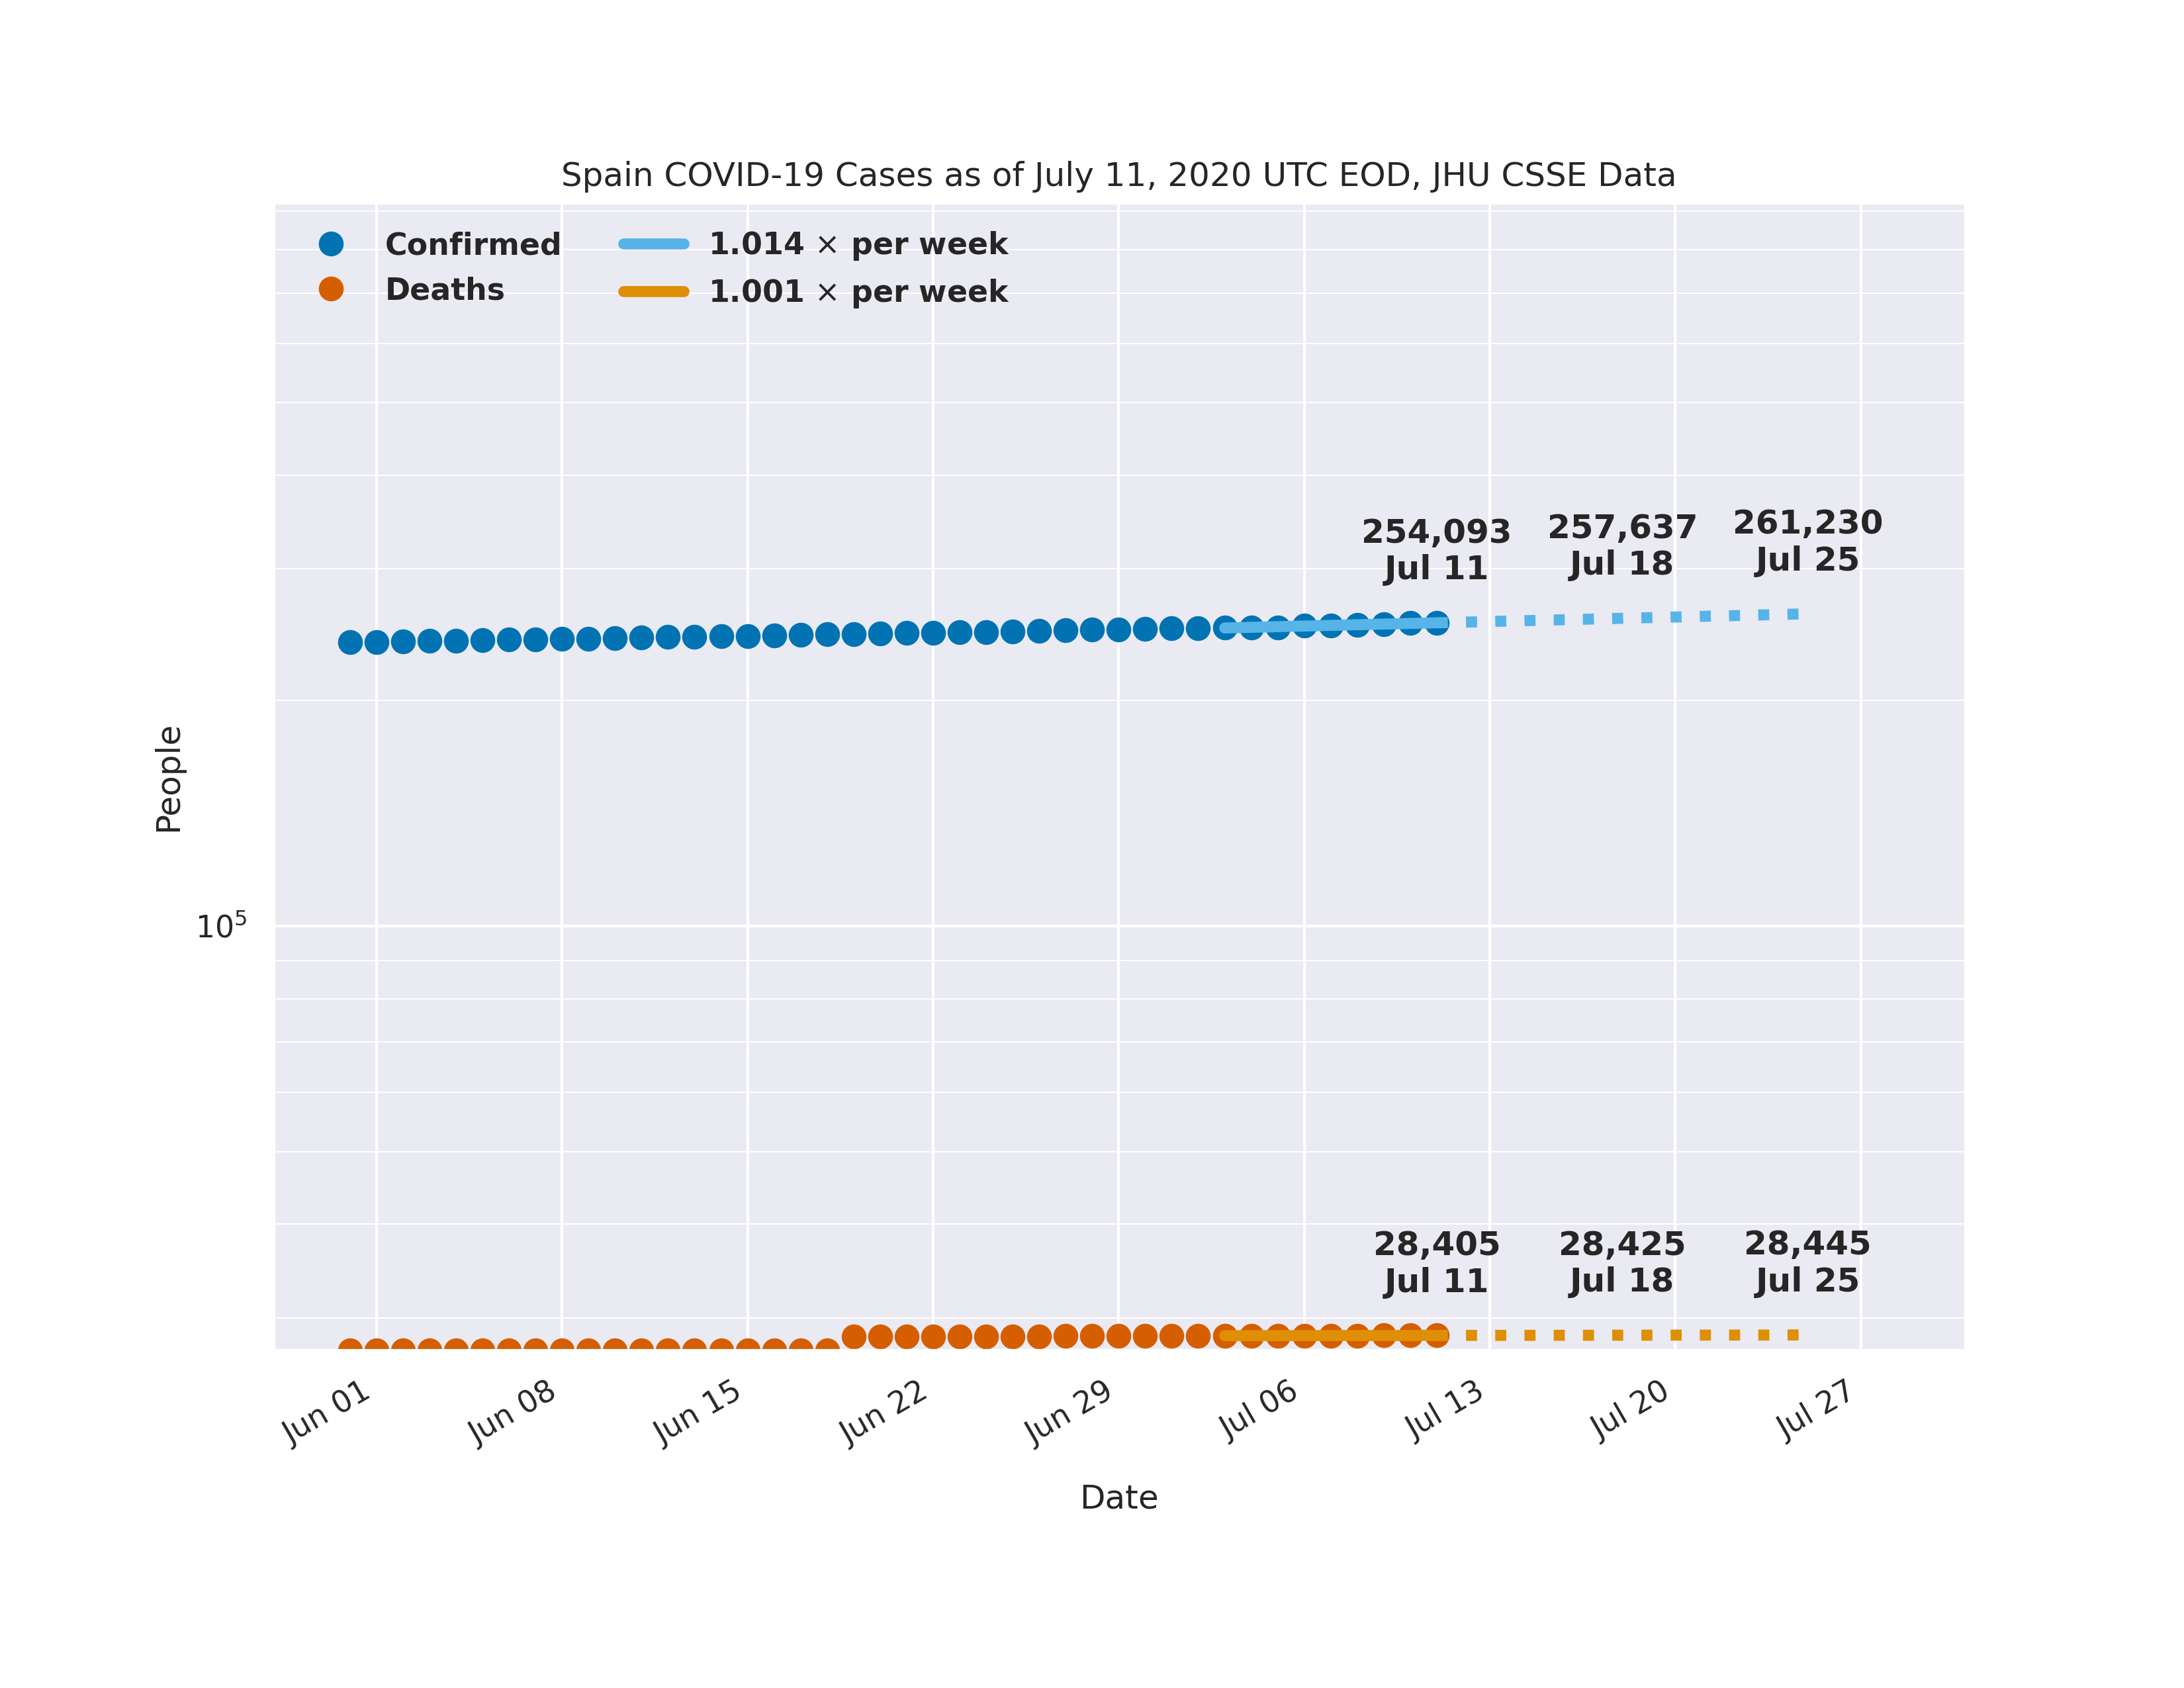 Spain COVID-19 Cases as of July 11, 2020 UTC EOD, JHU CSSE Data
Confirmed
Deaths
1.014 × per week
1.001 × per week
254,093
Jul 11
257,637
Jul 18
261,230
Jul 25
People
10⁵
28,405
Jul 11
28,425
Jul 18
28,445
Jul 25
Jun 01
Jun 08
Jun 15
Jun 22
Jun 29
Jul 06
Jul 13
Jul 20
Jul 27
Date